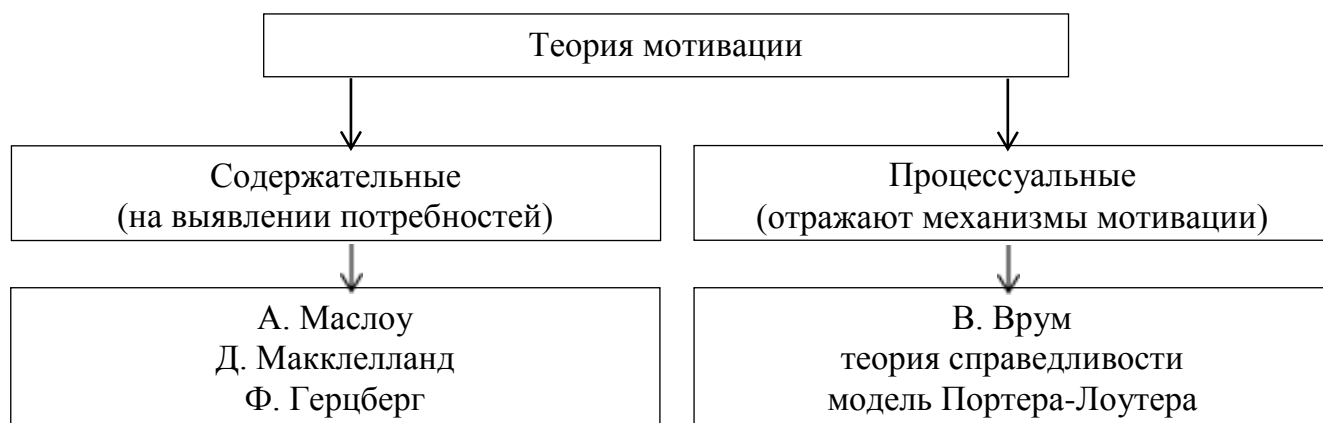 Теория мотивации
Содержательные
(на выявлении потребностей)
Процессуальные
(отражают механизмы мотивации)
А. Маслоу
Д. Макклелланд
Ф. Герцберг
В. Врум
теория справедливости
модель Портера-Лоутера